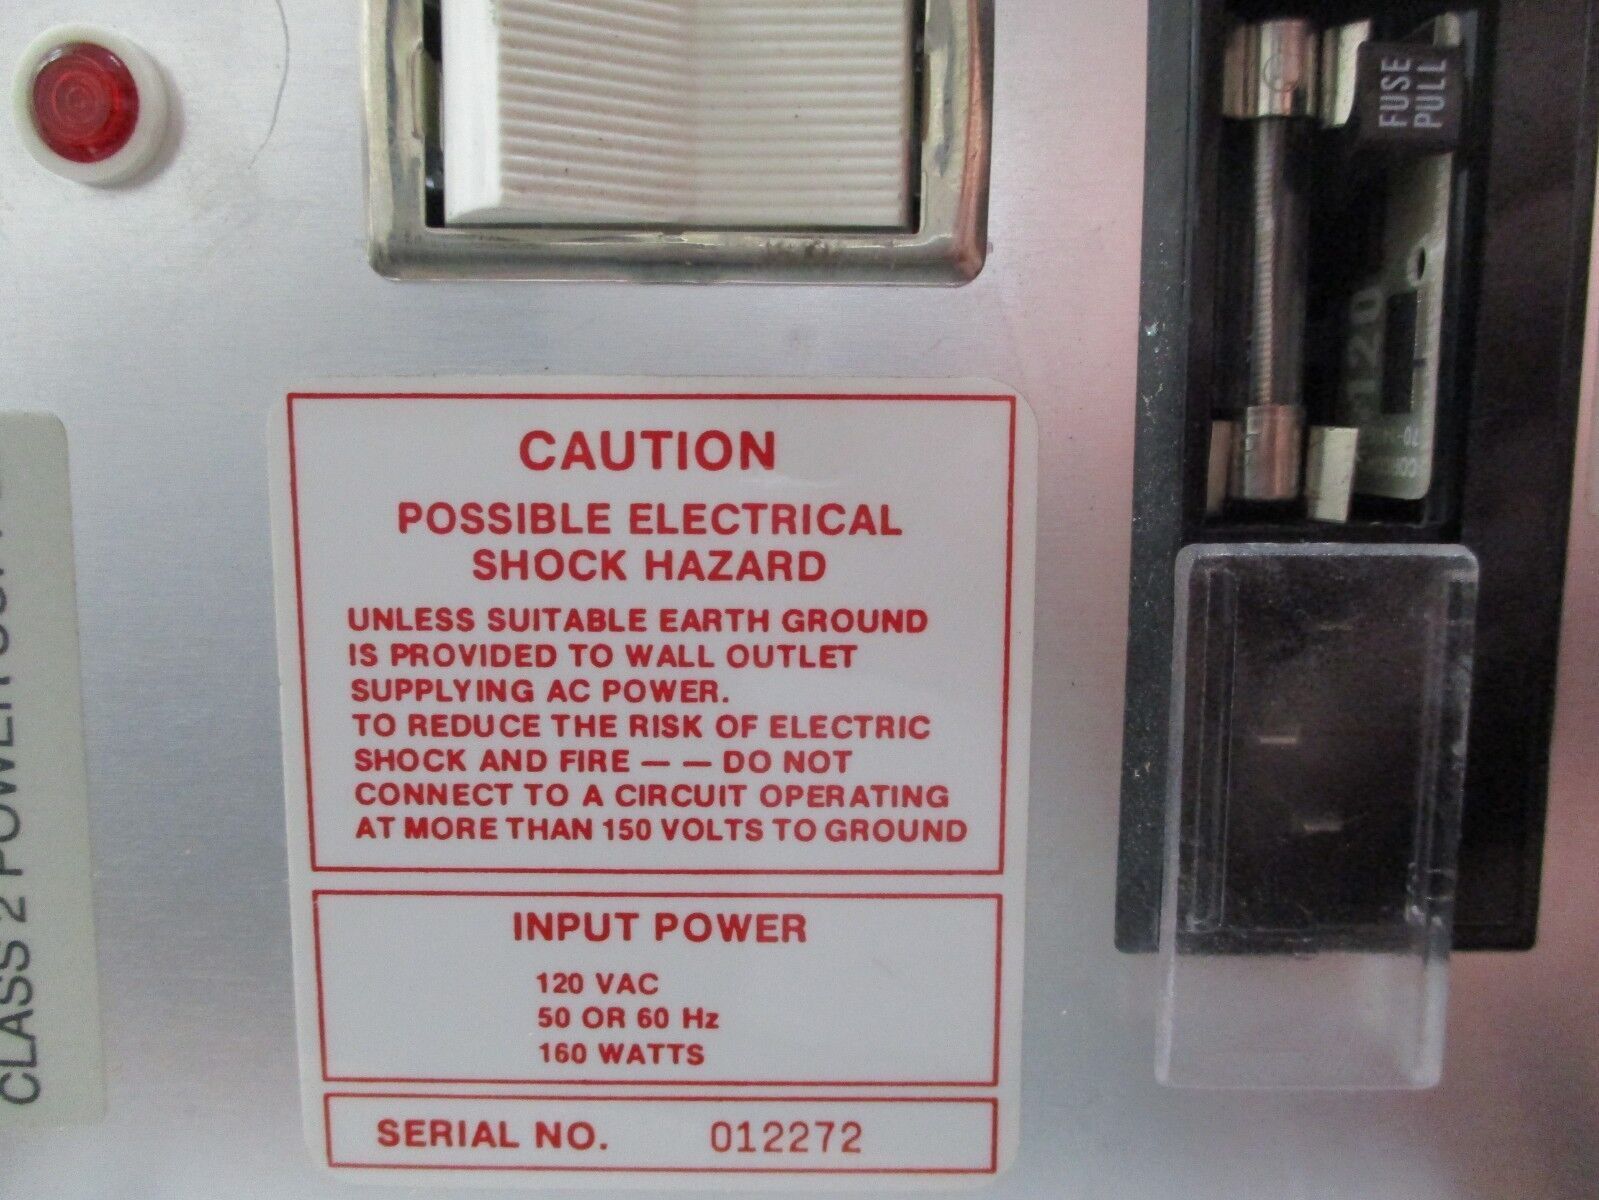 FUSE
PULL
120
CAUTION
POSSIBLE ELECTRICAL
SHOCK HAZARD
UNLESS SUITABLE EARTH GROUND
IS PROVIDED TO WALL OUTLET
SUPPLYING AC POWER.
TO REDUCE THE RISK OF ELECTRIC
SHOCK AND FIRE — — DO NOT
CONNECT TO A CIRCUIT OPERATING
AT MORE THAN 150 VOLTS TO GROUND
INPUT POWER
120 VAC
50 OR 60 Hz
160 WATTS
SERIAL NO. 012272
CLASS 2 POWER